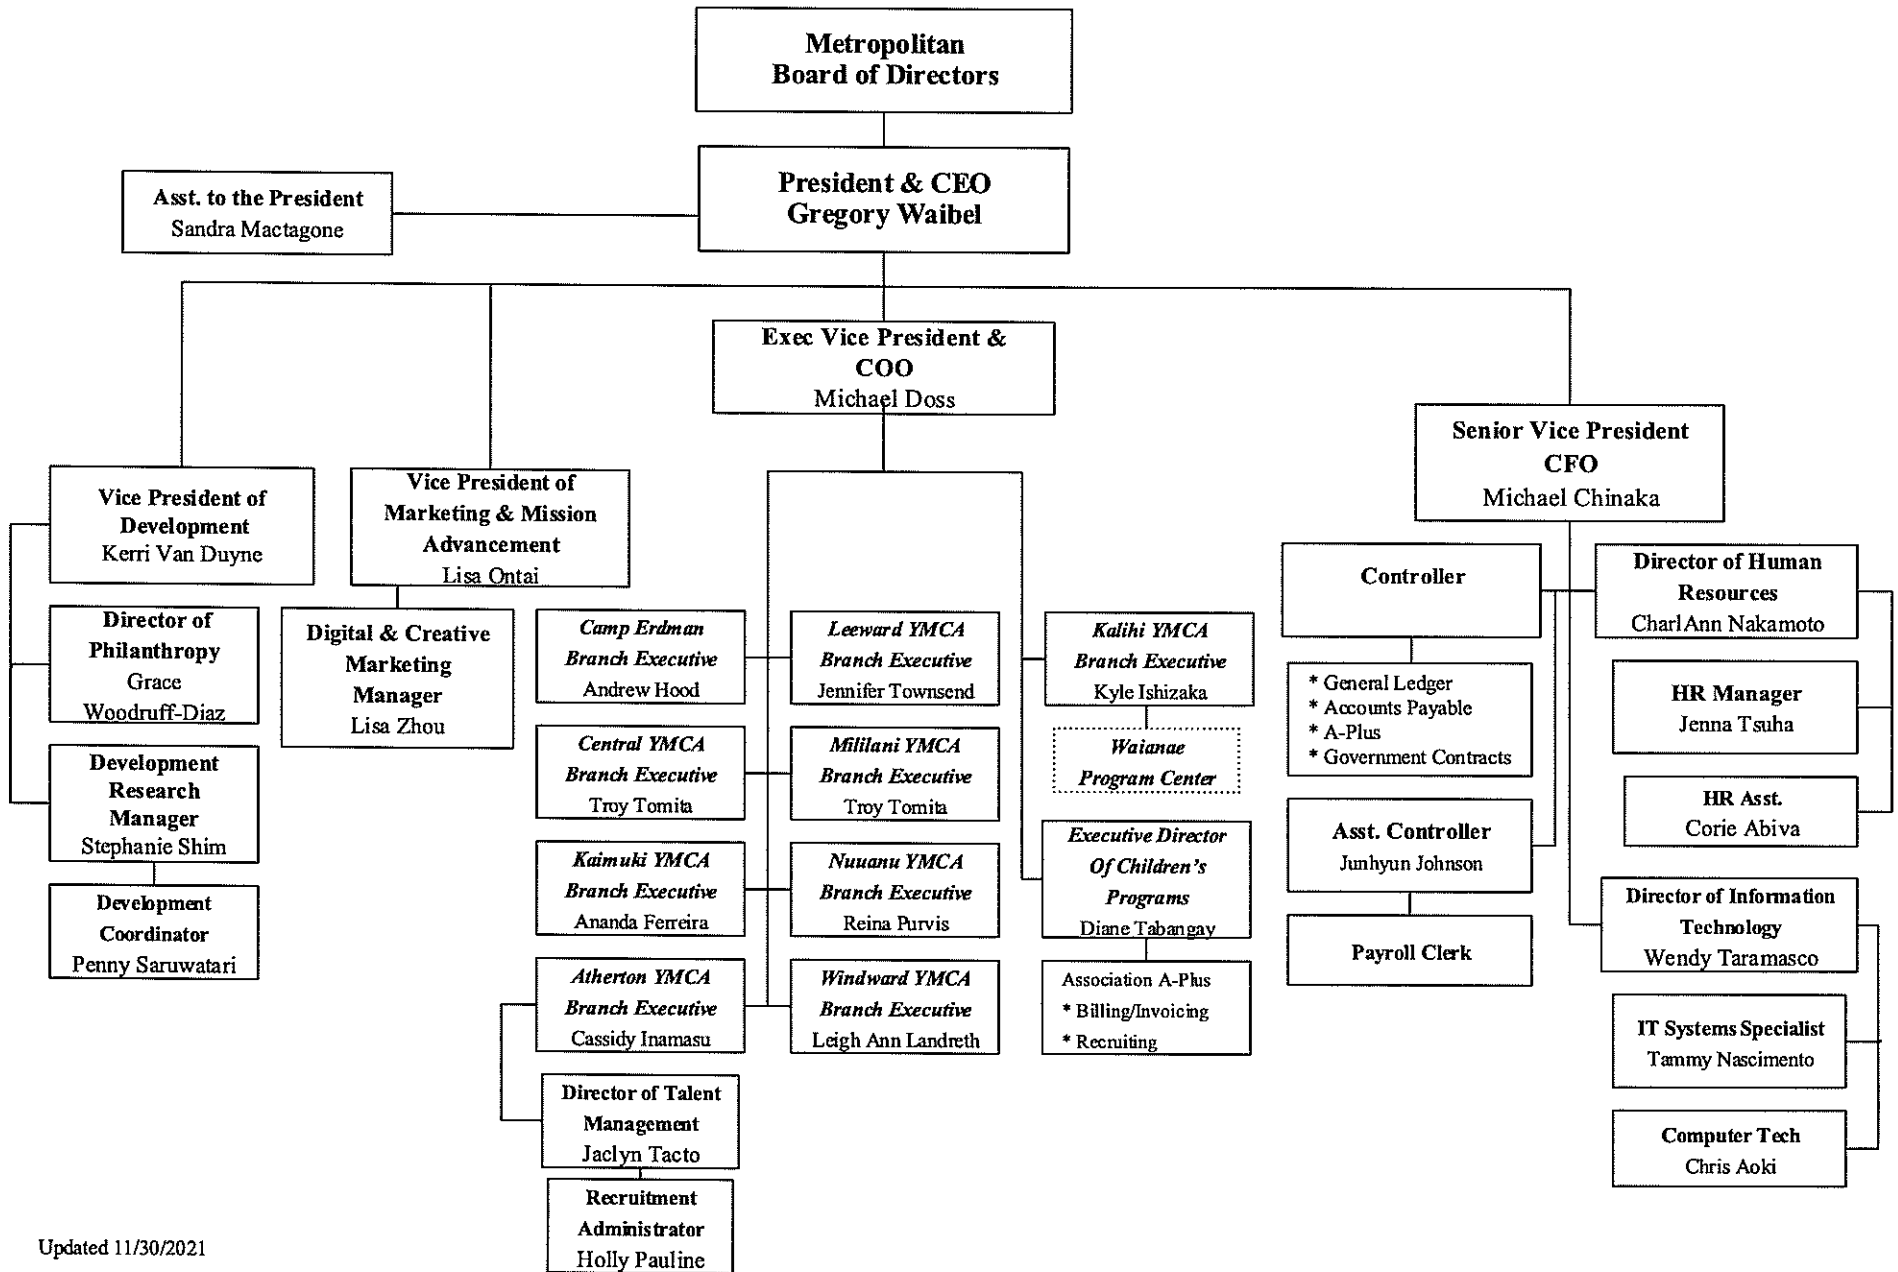 Metropolitan
Board of Directors
President & CEO
Gregory Waibel
Asst. to the President
Sandra Mactagone
Exec Vice President &
COO
Michael Doss
Senior Vice President
CFO
Michael Chinaka
Vice President of
Development
Kerri Van Duyne
Director of
Philanthropy
Grace
Woodruff-Diaz
Development
Research
Manager
Stephanie Shim
Development
Coordinator
Penny Saruwatari
Vice President of
Marketing & Mission
Advancement
Lisa Ontai
Digital & Creative
Marketing
Manager
Lisa Zhou
Camp Erdman
Branch Executive
Andrew Hood
Central YMCA
Branch Executive
Troy Tomita
Kaimuki YMCA
Branch Executive
Ananda Ferreira
Atherton YMCA
Branch Executive
Cassidy Inamasu
Director of Talent
Management
Jaclyn Tacto
Recruitment
Administrator
Holly Pauline
Leeward YMCA
Branch Executive
Jennifer Townsend
Mililani YMCA
Branch Executive
Troy Tomita
Nuuanu YMCA
Branch Executive
Reina Purvis
Windward YMCA
Branch Executive
Leigh Ann Landreth
Kalihi YMCA
Branch Executive
Kyle Ishizaka
Waianae
Program Center
Executive Director
Of Children's
Programs
Diane Tabangay
Association A-Plus
* Billing/Invoicing
* Recruiting
Controller
* General Ledger
* Accounts Payable
* A-Plus
* Government Contracts
Asst. Controller
Junhyun Johnson
Payroll Clerk
Director of Human
Resources
CharlAnn Nakamoto
HR Manager
Jenna Tsuha
HR Asst.
Corie Abiva
Director of Information
Technology
Wendy Taramasco
IT Systems Specialist
Tammy Nascimento
Computer Tech
Chris Aoki
Updated 11/30/2021